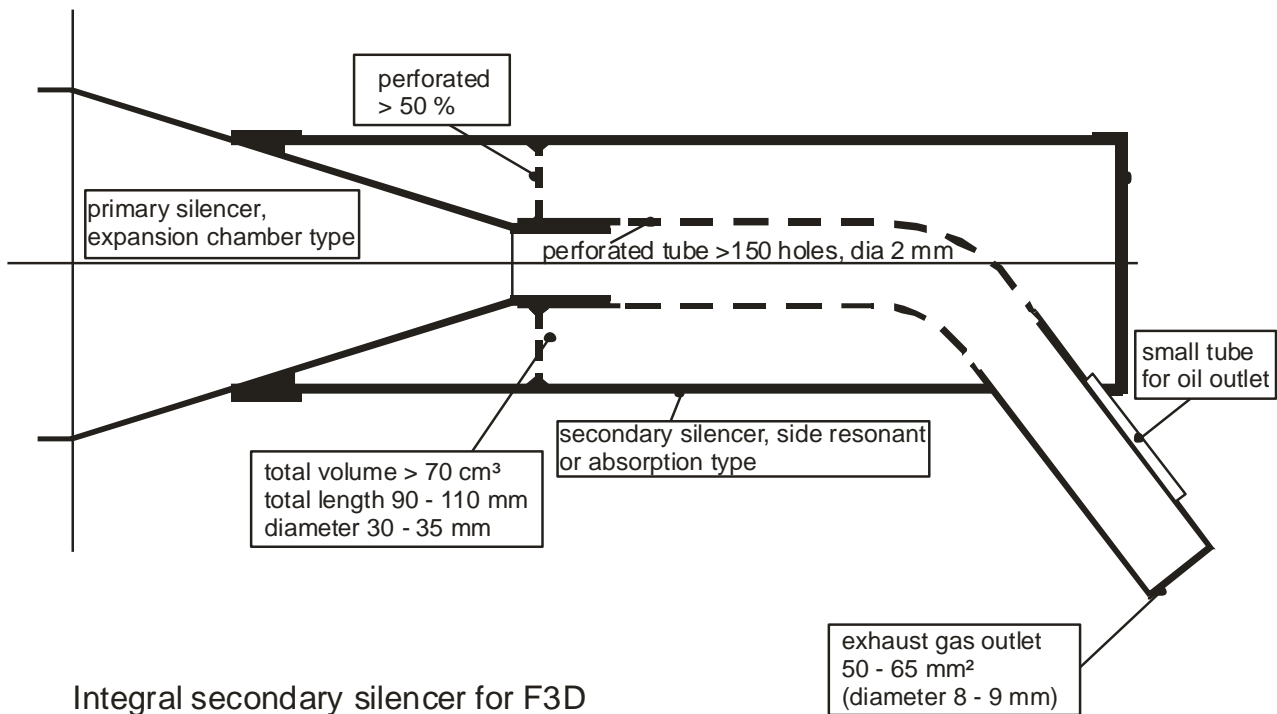 perforated
> 50 %
primary silencer,
expansion chamber type
perforated tube >150 holes, dia 2 mm
small tube
for oil outlet
secondary silencer, side resonant
or absorption type
total volume > 70 cm³
total length 90 - 110 mm
diameter 30 - 35 mm
exhaust gas outlet
50 - 65 mm²
(diameter 8 - 9 mm)
Integral secondary silencer for F3D